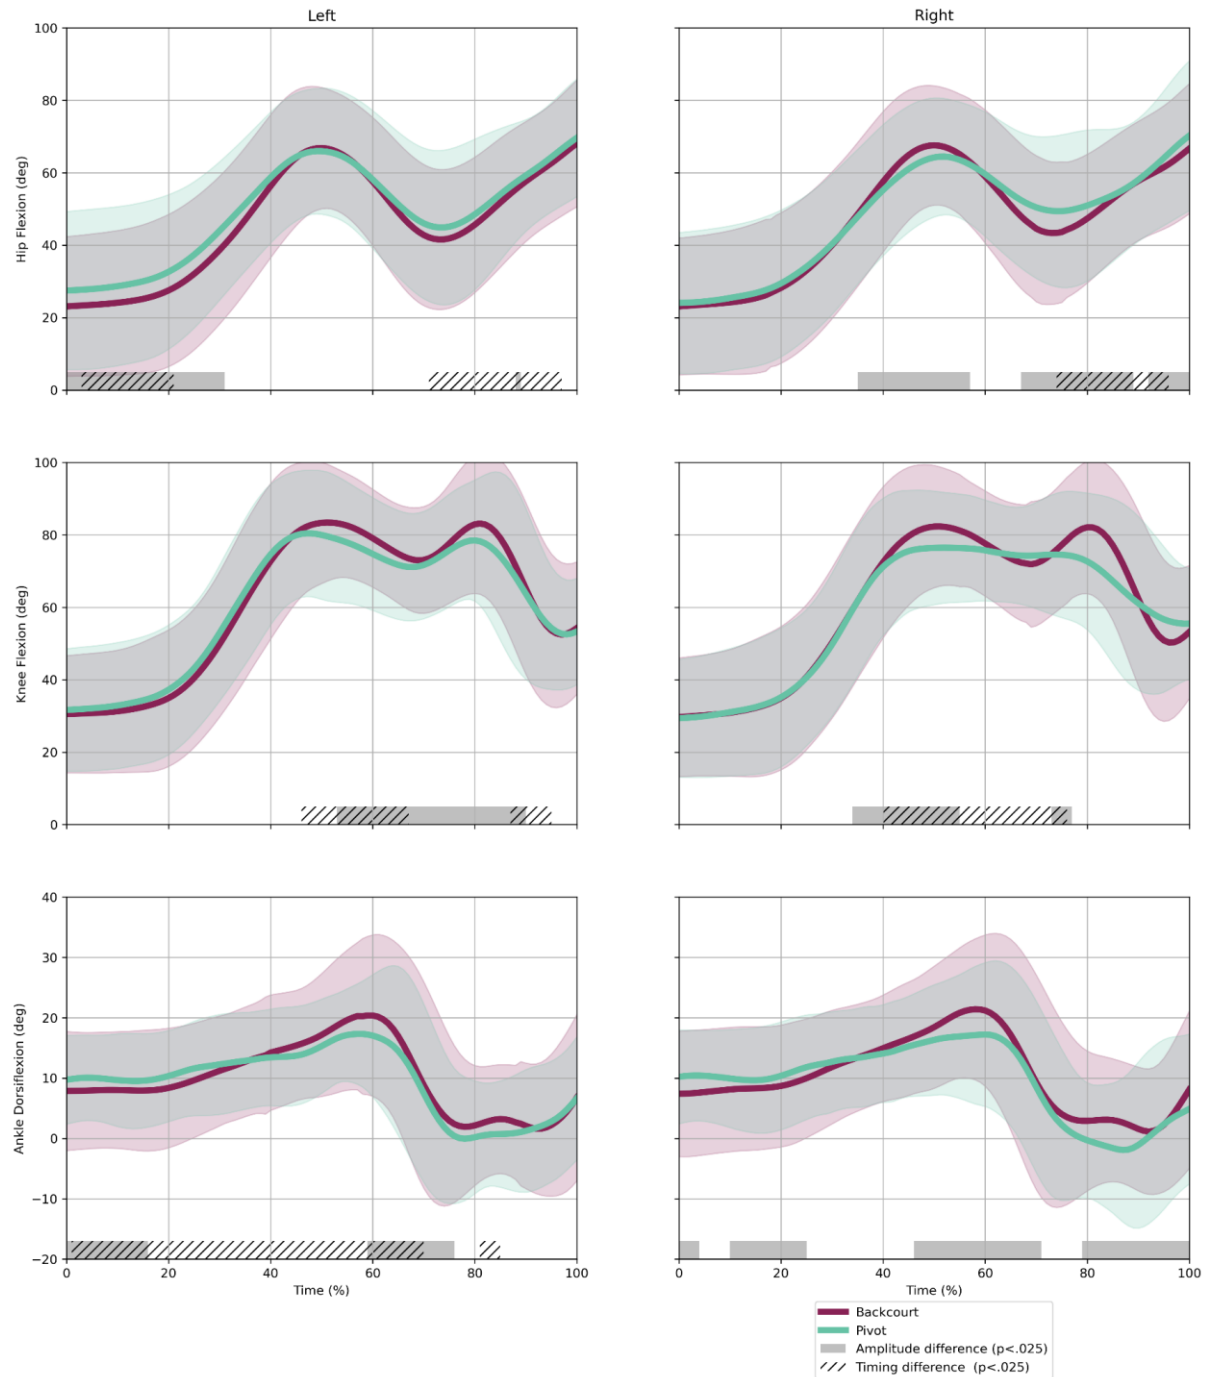 Left
Right
100
80
60
40
20
0
Hip Flexion (deg)
100
80
60
40
20
0
Knee Flexion (deg)
40
30
20
10
0
−10
−20
Ankle Dorsiflexion (deg)
0 20 40 60 80 100
Time (%)
0 20 40 60 80 100
Time (%)
Backcourt
Pivot
Amplitude difference (p<.025)
Timing difference (p<.025)